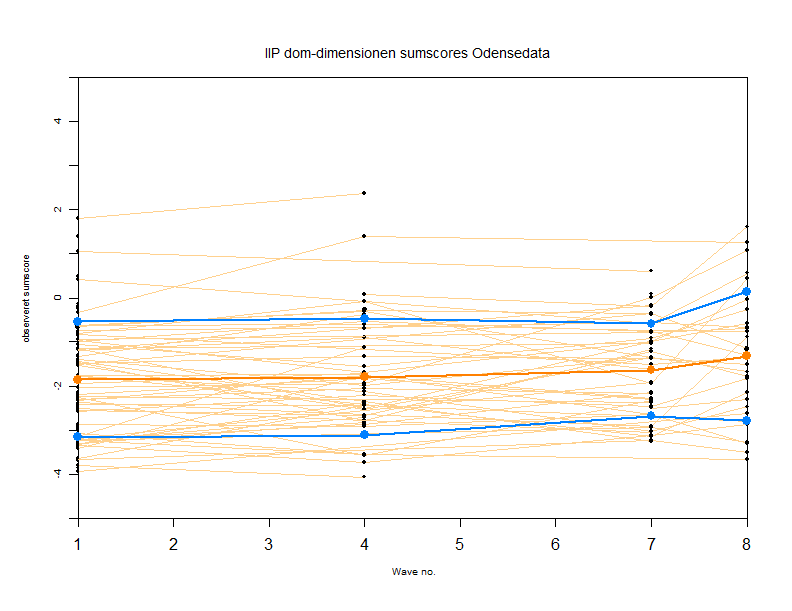 IIP dom-dimensionen sumscores Odensedata
observeret sumscore
4
2
0
-2
-4
1 2 3 4 5 6 7 8
Wave no.